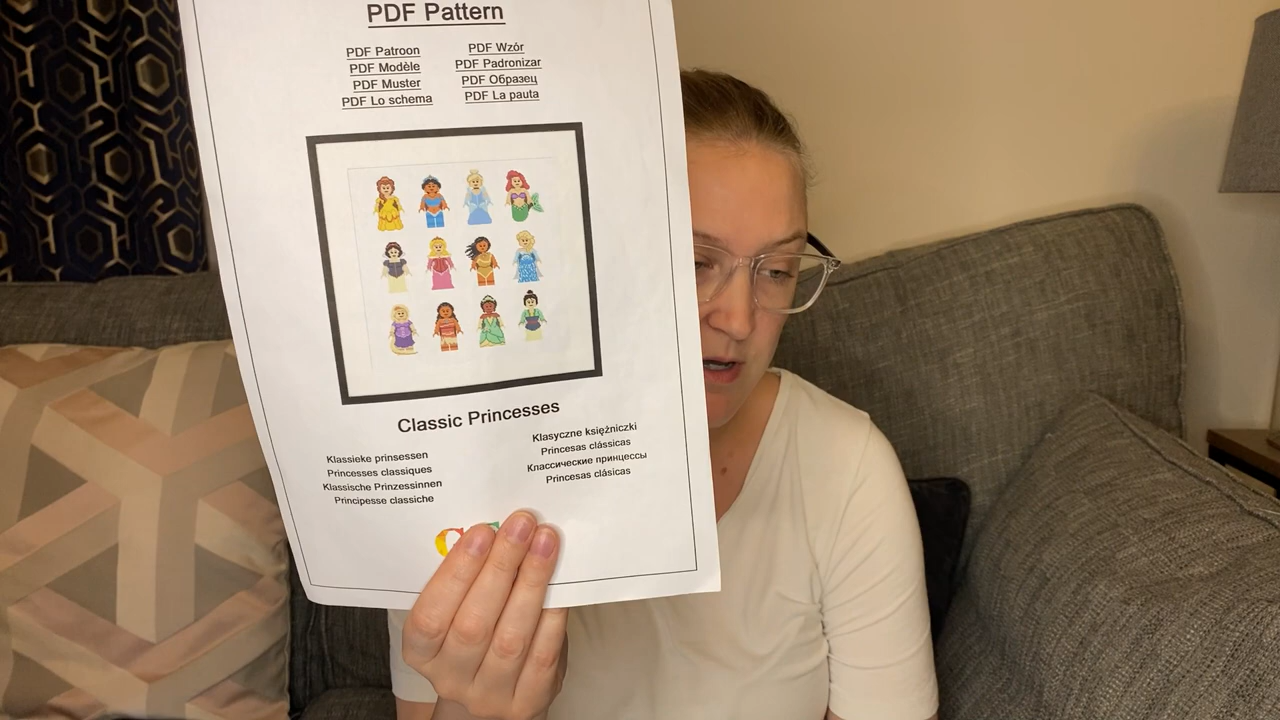 PDF Pattern
PDF Patroon
PDF Modèle
PDF Muster
PDF Lo schema
PDF Wzór
PDF Padronizar
PDF Образец
PDF La pauta
Classic Princesses
Klassieke prinsessen
Princesses classiques
Klassische Prinzessinnen
Principesse classiche
Klasyczne księżniczki
Princesas clássicas
Классические принцессы
Princesas clásicas